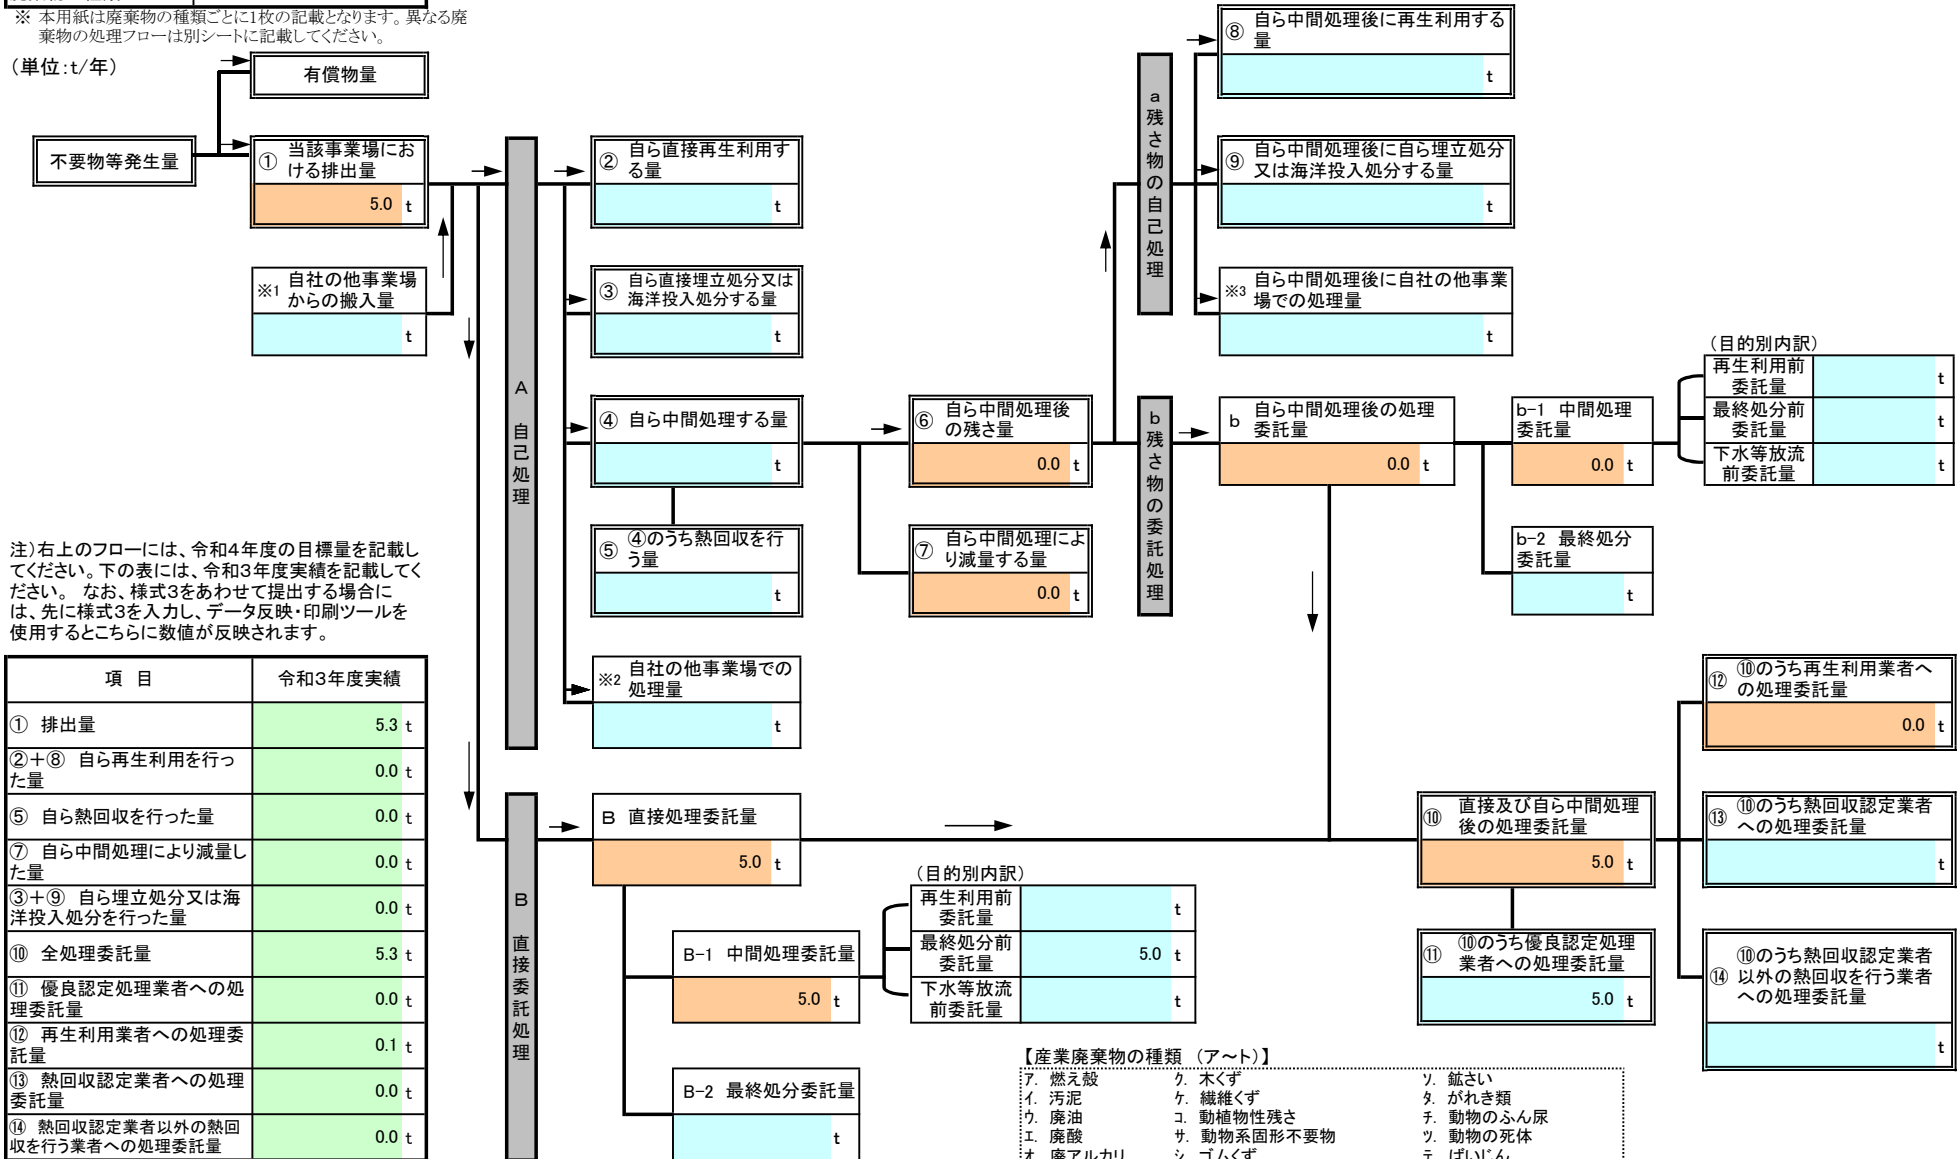 ※ 本用紙は廃棄物の種類ごとに1枚の記載となります。異なる廃
棄物の処理フローは別シートに記載してください。
(単位:t/年)
有償物量
不要物等発生量
① 当該事業場にお
ける排出量
5.0 t
※1 自社の他事業場
からの搬入量
t
A 自己処理
② 自ら直接再生利用す
る量
t
③ 自ら直接埋立処分又は
海洋投入処分する量
t
④ 自ら中間処理する量
t
⑤ ④のうち熱回収を行
う量
t
※2 自社の他事業場での
処理量
t
⑥ 自ら中間処理後
の残さ量
0.0 t
⑦ 自ら中間処理によ
り減量する量
0.0 t
a 残さ物の自己処理
⑧ 自ら中間処理後に再生利用する
量
t
⑨ 自ら中間処理後に自ら埋立処分
又は海洋投入処分する量
t
※3 自ら中間処理後に自社の他事業
場での処理量
t
b 残さ物の委託処理
b 自ら中間処理後の処理
委託量
0.0 t
b-1 中間処理
委託量
0.0 t
(目的別内訳)
再生利用前
委託量
t
最終処分前
委託量
t
下水等放流
前委託量
t
b-2 最終処分
委託量
t
注)右上のフローには、令和4年度の目標量を記載し
てください。下の表には、令和3年度実績を記載してく
ださい。 なお、様式3をあわせて提出する場合に
は、先に様式3を入力し、データ反映・印刷ツールを
使用するとこちらに数値が反映されます。
項 目 令和3年度実績
① 排出量 5.3 t
②+⑧ 自ら再生利用を行っ
た量 0.0 t
⑤ 自ら熱回収を行った量 0.0 t
⑦ 自ら中間処理により減量し
た量 0.0 t
③+⑨ 自ら埋立処分又は海
洋投入処分を行った量 0.0 t
⑩ 全処理委託量 5.3 t
⑪ 優良認定処理業者への処
理委託量 0.0 t
⑫ 再生利用業者への処理委
託量 0.1 t
⑬ 熱回収認定業者への処理
委託量 0.0 t
⑭ 熱回収認定業者以外の熱回
収を行う業者への処理委託量 0.0 t
B 直接委託処理
B 直接処理委託量
5.0 t
B-1 中間処理委託量
5.0 t
(目的別内訳)
再生利用前
委託量
t
最終処分前
委託量
5.0 t
下水等放流
前委託量
t
B-2 最終処分委託量
t
⑩ 直接及び自ら中間処理
後の処理委託量
5.0 t
⑪ ⑩のうち優良認定処理
業者への処理委託量
5.0 t
⑫ ⑩のうち再生利用業者へ
の処理委託量
0.0 t
⑬ ⑩のうち熱回収認定業者
への処理委託量
t
⑭ ⑩のうち熱回収認定業者
以外の熱回収を行う業者
への処理委託量
t
【産業廃棄物の種類 (ア~ト)】
ア. 燃え殻 ク. 木くず ソ. 鉱さい
イ. 汚泥 ケ. 繊維くず タ. がれき類
ウ. 廃油 コ. 動植物性残さ チ. 動物のふん尿
エ. 廃酸 サ. 動物系固形不要物 ツ. 動物の死体
オ. 廃アルカリ シ. ゴムくず テ. ばいじん